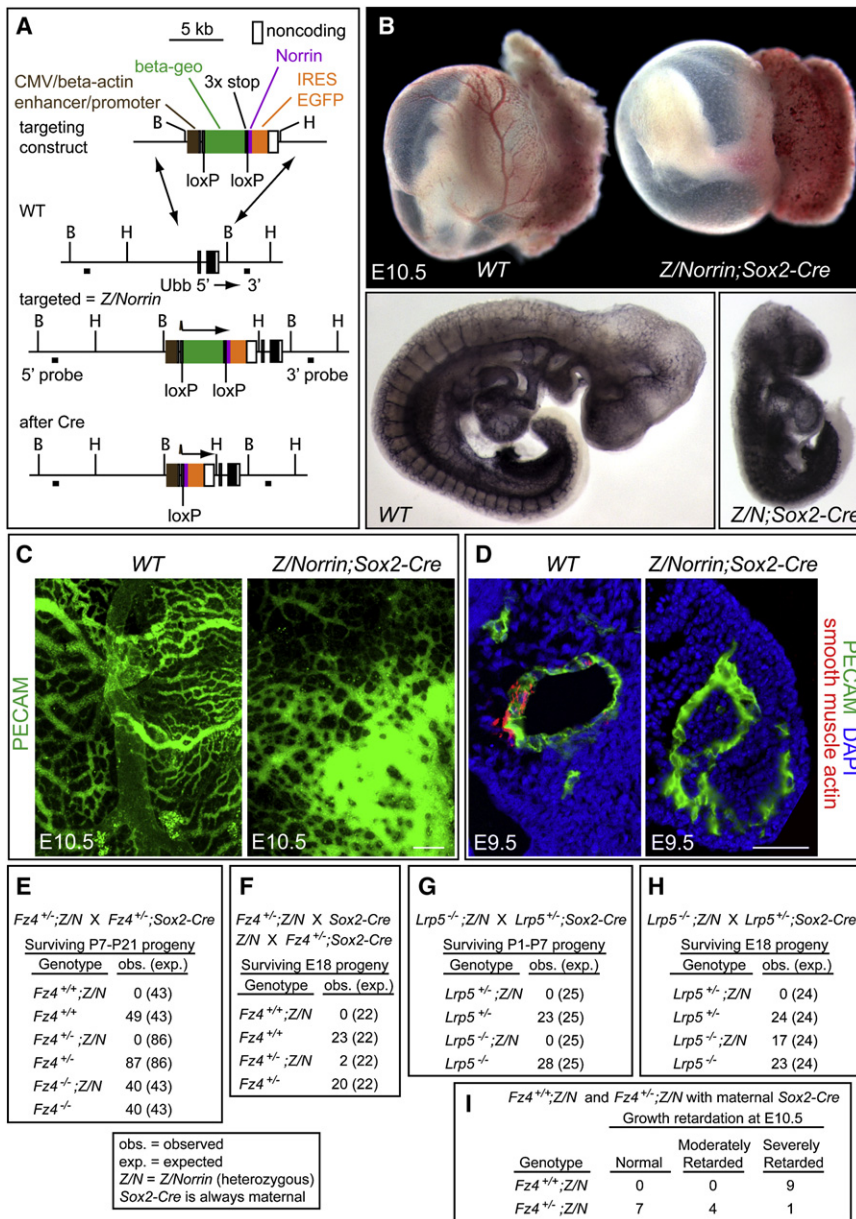 A
5 kb
noncoding
beta-geo
Norrin
CMV/beta-actin
enhancer/promoter
3x stop
IRES
EGFP
targeting
construct
B
H
loxP
loxP
WT
B
H
B
H
Ubb 5' 3'
targeted = Z/Norrin
B
H
B
H
B
H
5' probe
loxP
loxP
3' probe
after Cre
B
H
B
H
B
H
loxP
B
E10.5
WT
Z/Norrin;Sox2-Cre
WT
Z/N;Sox2-Cre
C
WT
Z/Norrin;Sox2-Cre
PECAM
E10.5
E10.5
D
WT
Z/Norrin;Sox2-Cre
E9.5
E9.5
PECAM DAPI
smooth muscle actin
E
Fz4+/-;Z/N X Fz4+/-;Sox2-Cre
Surviving P7-P21 progeny
Genotype obs. (exp.)
Fz4+/+;Z/N 0 (43)
Fz4+/+ 49 (43)
Fz4+/-;Z/N 0 (86)
Fz4+/- 87 (86)
Fz4-/-;Z/N 40 (43)
Fz4-/- 40 (43)
F
Fz4+/-;Z/N X Sox2-Cre
Z/N X Fz4+/-;Sox2-Cre
Surviving E18 progeny
Genotype obs. (exp.)
Fz4+/+;Z/N 0 (22)
Fz4+/+ 23 (22)
Fz4+/-;Z/N 2 (22)
Fz4+/- 20 (22)
G
Lrp5-/-;Z/N X Lrp5+/-;Sox2-Cre
Surviving P1-P7 progeny
Genotype obs. (exp.)
Lrp5+/-;Z/N 0 (25)
Lrp5+/- 23 (25)
Lrp5-/-;Z/N 0 (25)
Lrp5-/- 28 (25)
H
Lrp5-/-;Z/N X Lrp5+/-;Sox2-Cre
Surviving E18 progeny
Genotype obs. (exp.)
Lrp5+/-;Z/N 0 (24)
Lrp5+/- 24 (24)
Lrp5-/-;Z/N 17 (24)
Lrp5-/- 23 (24)
obs. = observed
exp. = expected
Z/N = Z/Norrin (heterozygous)
Sox2-Cre is always maternal
I
Fz4+/+;Z/N and Fz4+/-;Z/N with maternal Sox2-Cre
Growth retardation at E10.5
Genotype Normal Moderately Retarded Severely Retarded
Fz4+/+;Z/N 0 0 9
Fz4+/-;Z/N 7 4 1